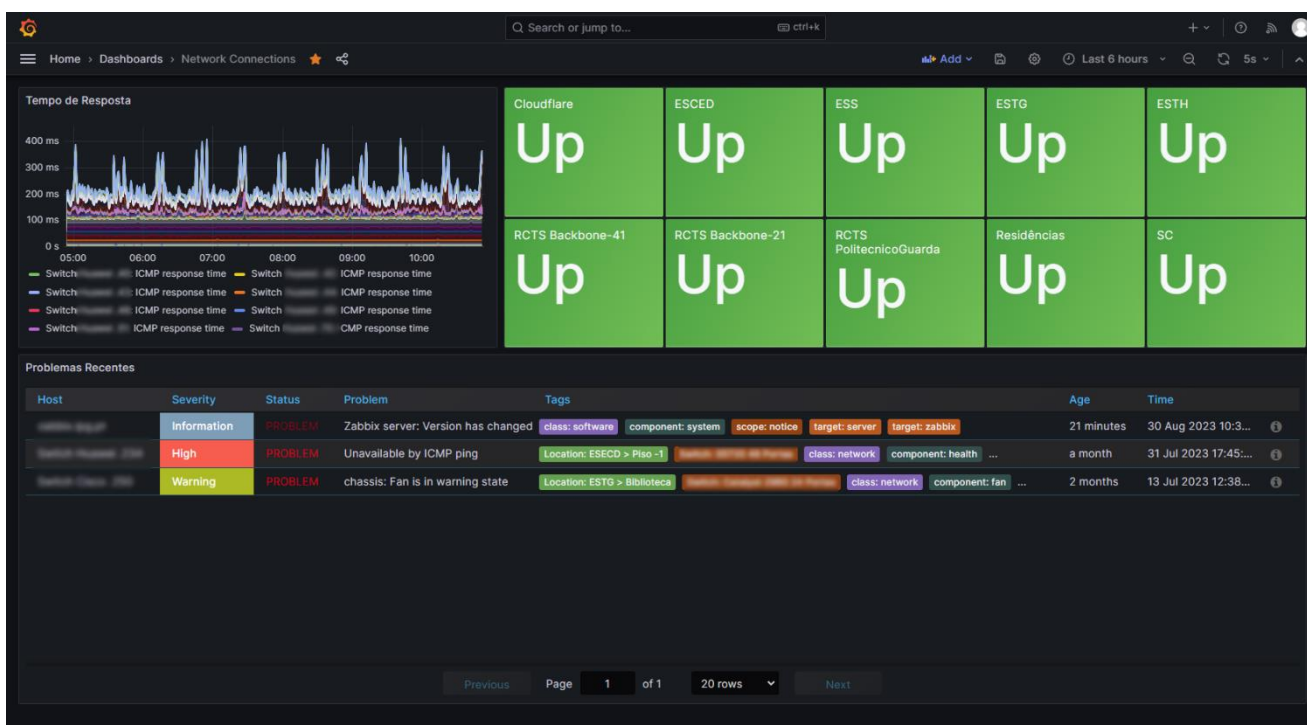 Search or jump to...
ctrl+k
Home › Dashboards › Network Connections
Add
Last 6 hours
5s
Tempo de Resposta
400 ms
300 ms
200 ms
100 ms
0 s
05:00 06:00 07:00 08:00 09:00 10:00
Switch ICMP response time Switch ICMP response time
Switch ICMP response time Switch ICMP response time
Switch ICMP response time Switch ICMP response time
Switch ICMP response time Switch CMP response time
Cloudflare
Up
ESCED
Up
ESS
Up
ESTG
Up
ESTH
Up
RCTS Backbone-41
Up
RCTS Backbone-21
Up
RCTS
PolitecnicoGuarda
Up
Residências
Up
SC
Up
Problemas Recentes
Host Severity Status Problem Tags Age Time
Information PROBLEM Zabbix server: Version has changed class: software component: system scope: notice target: server target: zabbix 21 minutes 30 Aug 2023 10:3...
High PROBLEM Unavailable by ICMP ping Location: ESECD > Piso -1 class: network component: health ... a month 31 Jul 2023 17:45:...
Warning PROBLEM chassis: Fan is in warning state Location: ESTG > Biblioteca class: network component: fan ... 2 months 13 Jul 2023 12:38...
Previous Page 1 of 1 20 rows Next